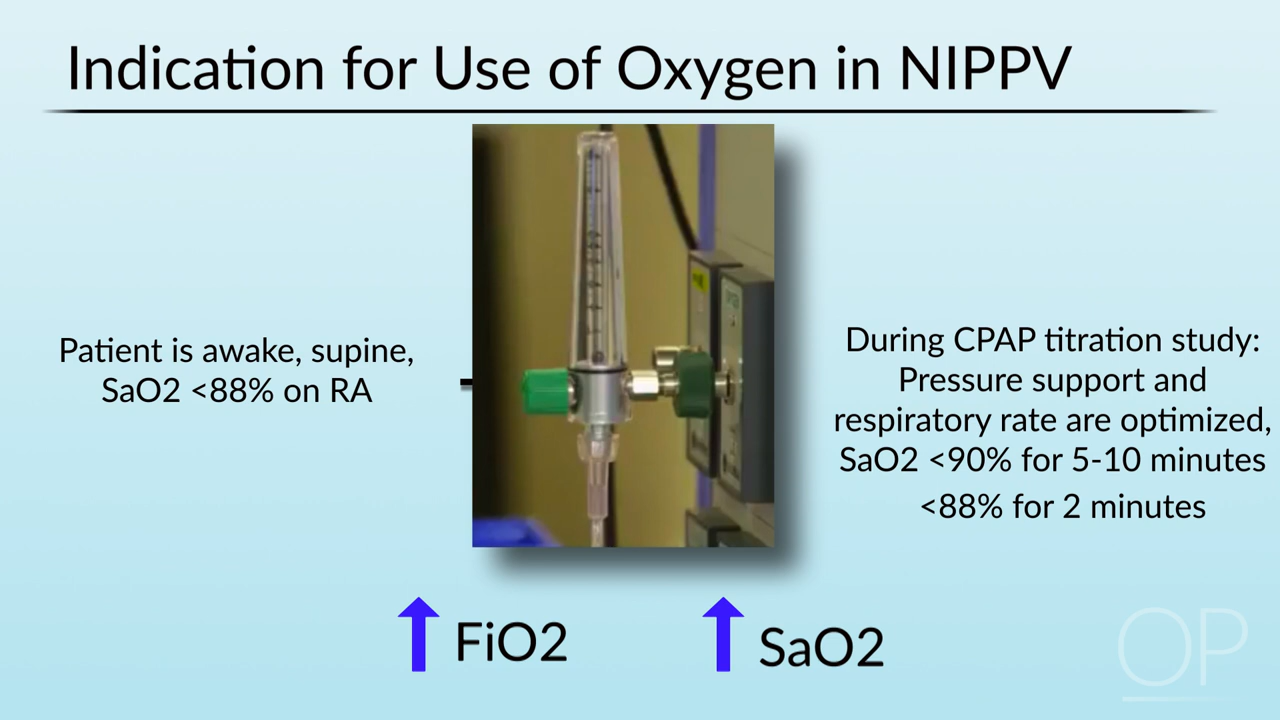 Indication for Use of Oxygen in NIPPV
Patient is awake, supine,
SaO2 <88% on RA
During CPAP titration study:
Pressure support and
respiratory rate are optimized,
SaO2 <90% for 5-10 minutes
<88% for 2 minutes
FiO2
SaO2
OP